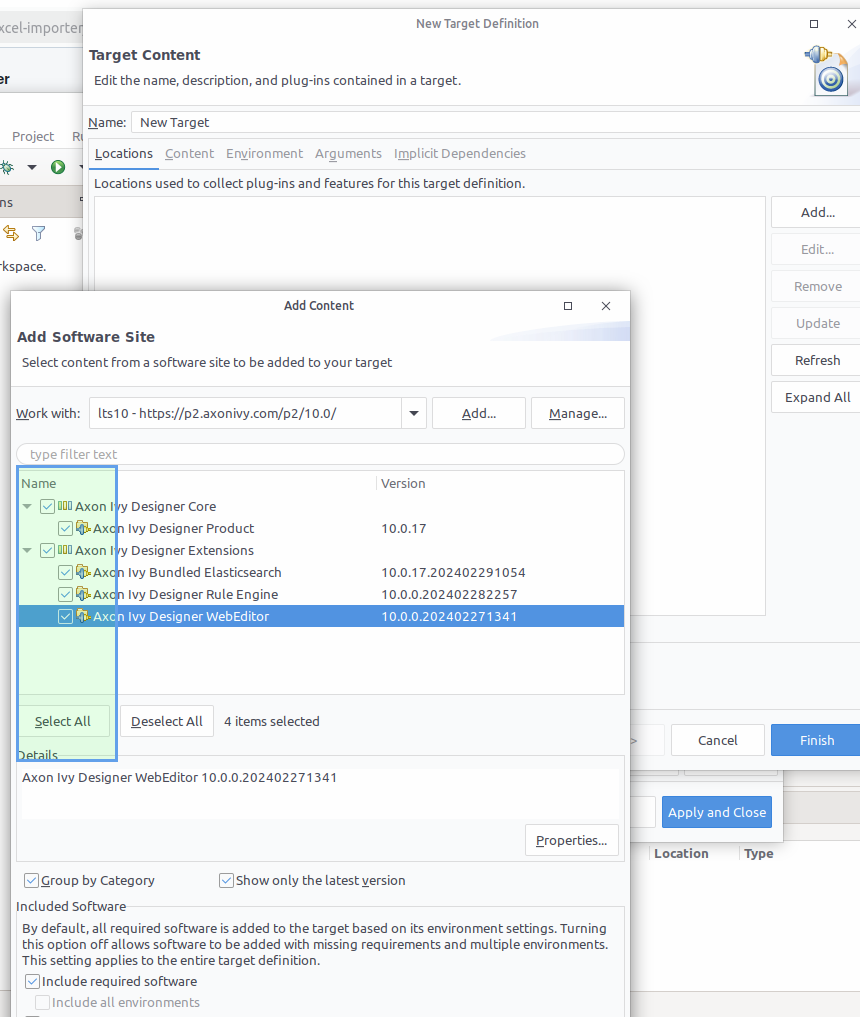 New Target Definition
xcel-importer
Target Content
Edit the name, description, and plug-ins contained in a target.
er
Name: New Target
Project Ru
Locations Content Environment Arguments Implicit Dependencies
Locations used to collect plug-ins and features for this target definition.
ns
Add...
rkspace.
Edit...
Remove
Update
Refresh
Expand All
Add Content
Add Software Site
Select content from a software site to be added to your target
Work with: lts10 - https://p2.axonivy.com/p2/10.0/ Add... Manage...
type filter text
Name Version
Axon Ivy Designer Core
Axon Ivy Designer Product 10.0.17
Axon Ivy Designer Extensions
Axon Ivy Bundled Elasticsearch 10.0.17.202402291054
Axon Ivy Designer Rule Engine 10.0.0.202402282257
Axon Ivy Designer WebEditor 10.0.0.202402271341
Select All Deselect All 4 items selected
> Cancel Finish
Details
Axon Ivy Designer WebEditor 10.0.0.202402271341
Apply and Close
Properties...
Location Type
Group by Category Show only the latest version
Included Software
By default, all required software is added to the target based on its environment settings. Turning
this option off allows software to be added with missing requirements and multiple environments.
This setting applies to the entire target definition.
Include required software
Include all environments